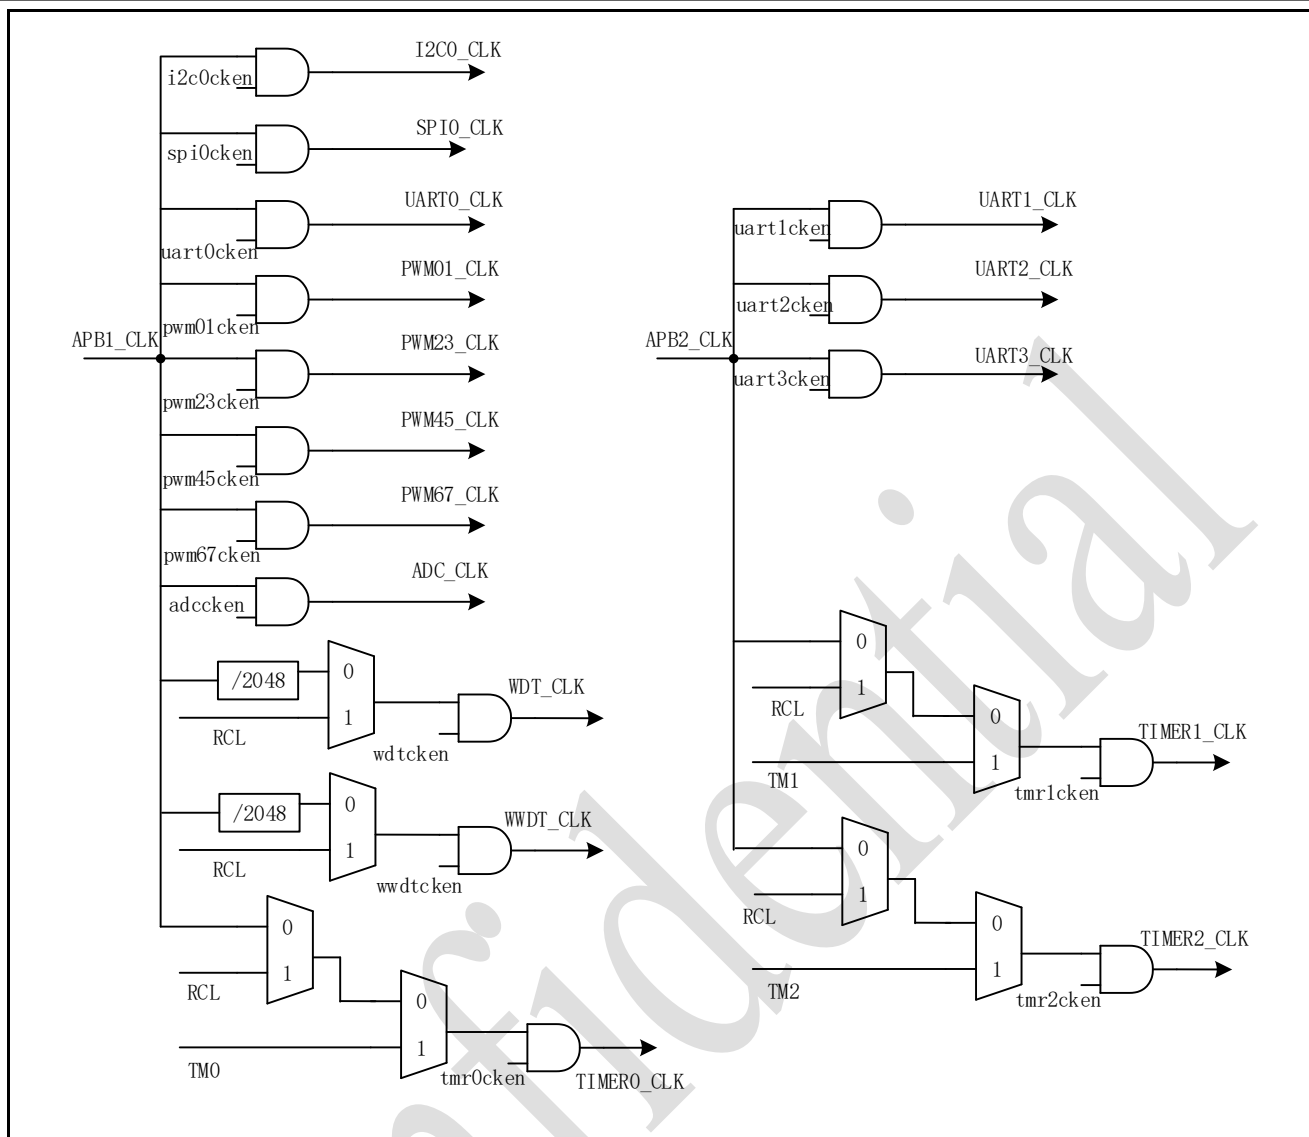 I2C0_CLK
i2c0cken
SPI0_CLK
spi0cken
UART0_CLK
uart0cken
PWM01_CLK
pwm01cken
APB1_CLK
PWM23_CLK
pwm23cken
PWM45_CLK
pwm45cken
PWM67_CLK
pwm67cken
ADC_CLK
adccken
/2048
0
1
RCL
WDT_CLK
wdtcken
/2048
0
1
RCL
WWDT_CLK
wwdtcken
0
1
RCL
0
1
TM0
tmr0cken
TIMER0_CLK
UART1_CLK
uart1cken
UART2_CLK
uart2cken
APB2_CLK
UART3_CLK
uart3cken
0
1
RCL
0
1
TM1
TIMER1_CLK
tmr1cken
0
1
RCL
0
1
TM2
TIMER2_CLK
tmr2cken
fidential